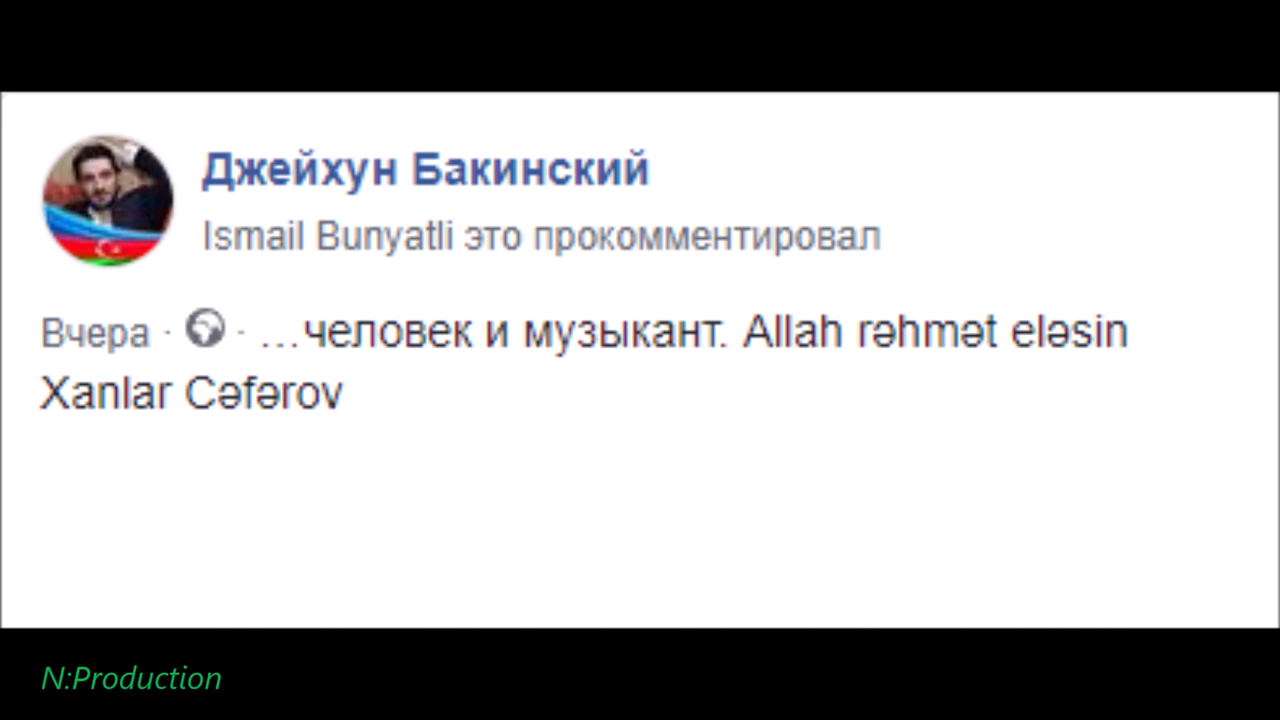 Джейхун Бакинский
Ismail Bunyatli это прокомментировал
Вчера · · ...человек и музыкант. Allah rəhmət eləsin
Xanlar Cəfərov
N:Production